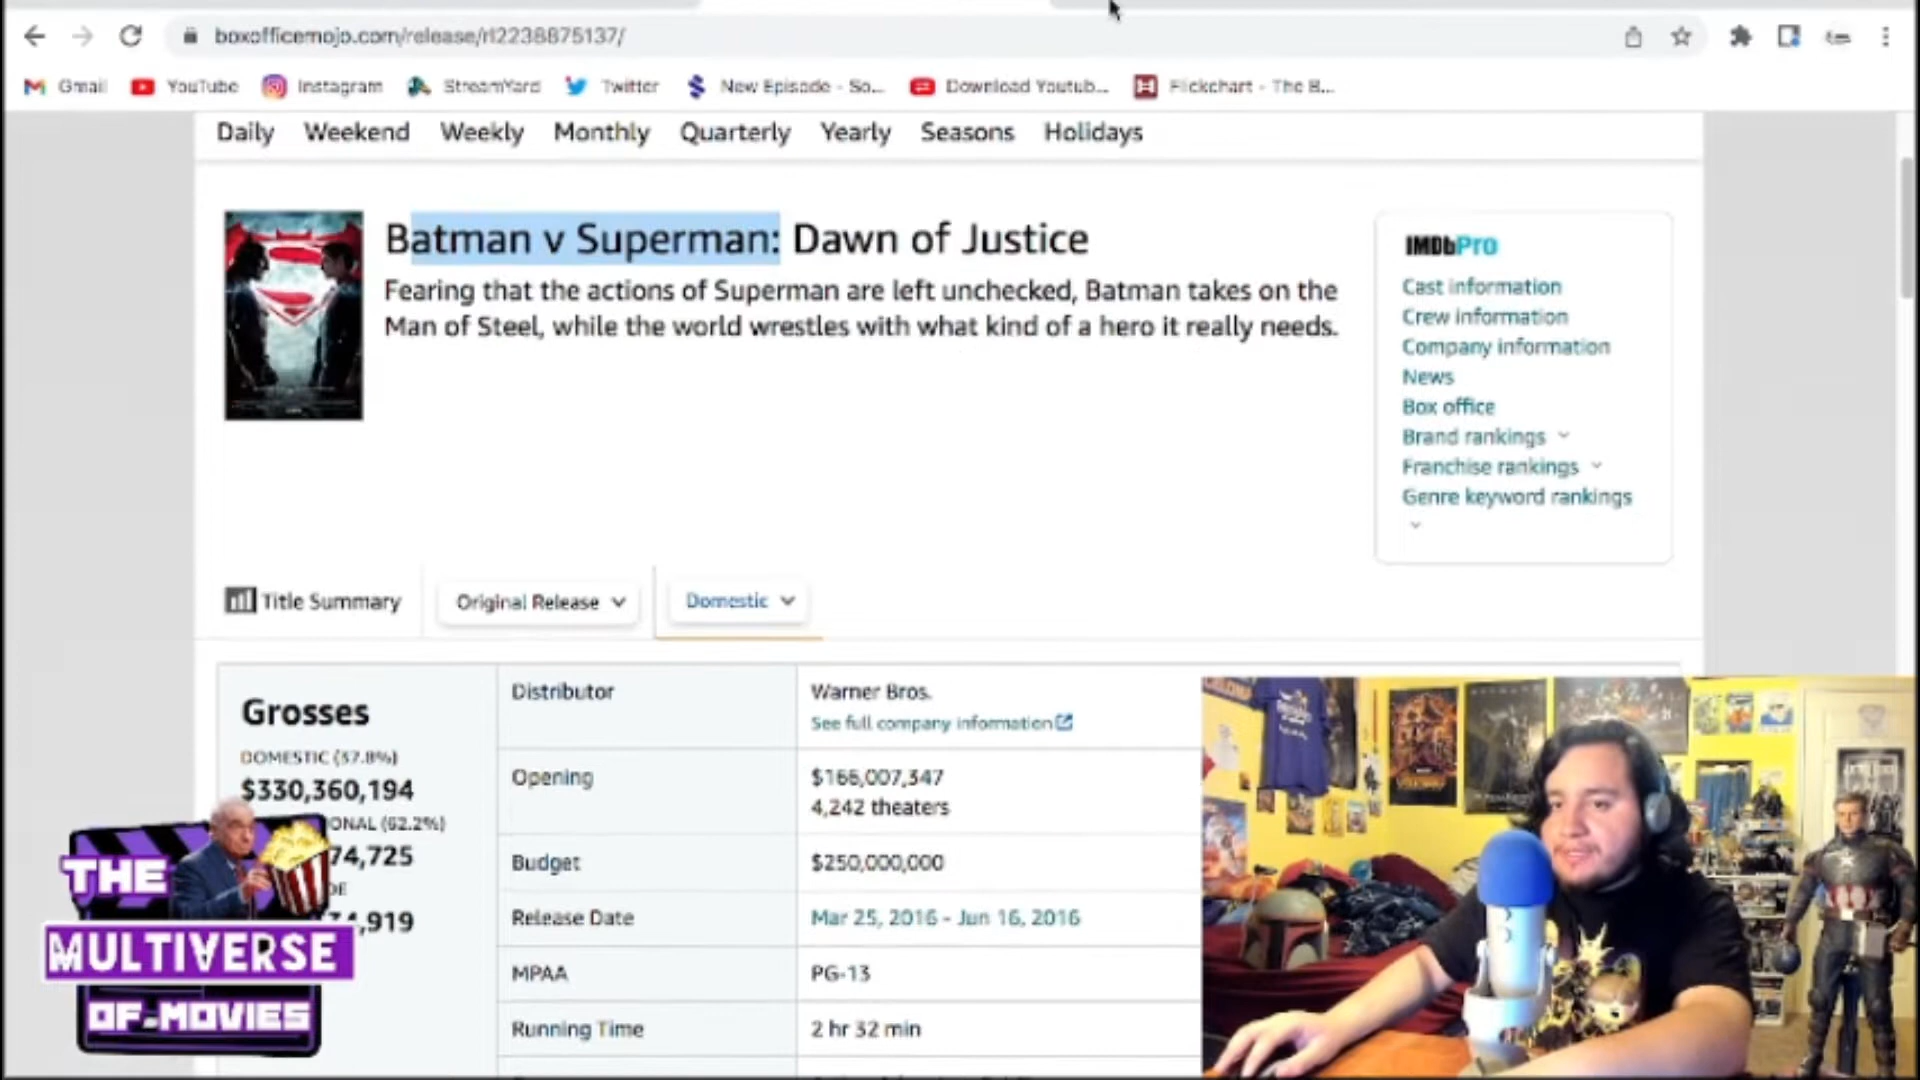 boxofficemojo.com/release/rl2238875137/
Gmail YouTube Instagram StreamYard Twitter New Episode - So... Download Youtub... Flickchart - The B...
Daily Weekend Weekly Monthly Quarterly Yearly Seasons Holidays
Batman v Superman: Dawn of Justice
Fearing that the actions of Superman are left unchecked, Batman takes on the
Man of Steel, while the world wrestles with what kind of a hero it really needs.
IMDbPro
Cast information
Crew information
Company information
News
Box office
Brand rankings
Franchise rankings
Genre keyword rankings
Title Summary Original Release Domestic
Grosses
DOMESTIC (37.8%)
$330,360,194
ONAL (62.2%)
74,725
DE
74,919
Distributor Warner Bros.
See full company information
Opening $166,007,347
4,242 theaters
Budget $250,000,000
Release Date Mar 25, 2016 - Jun 16, 2016
MPAA PG-13
Running Time 2 hr 32 min
THE
MULTIVERSE
OF-MOVIES